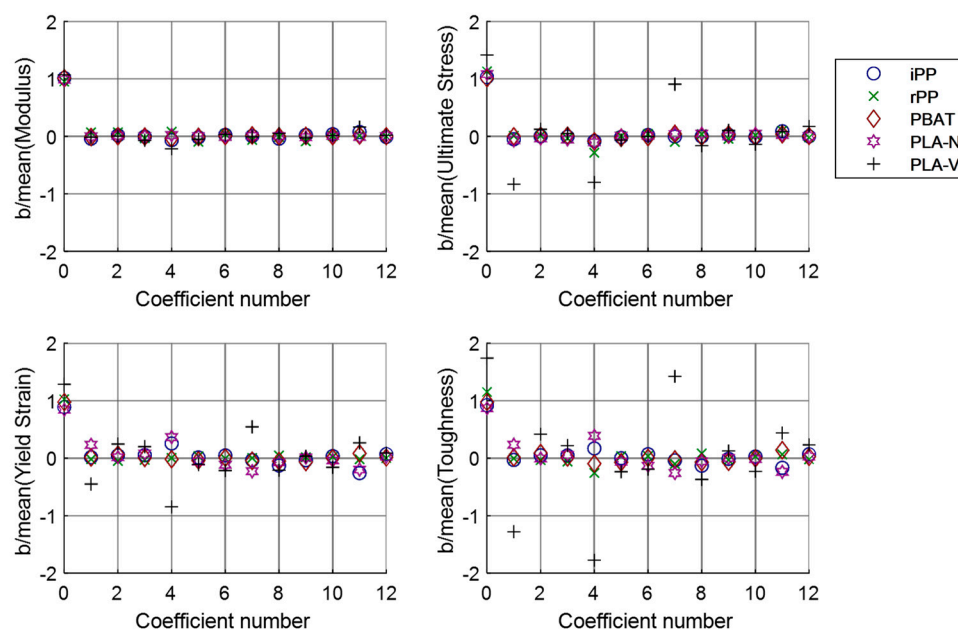 b/mean(Modulus)
2
1
0
-1
-2
0 2 4 6 8 10 12
Coefficient number
b/mean(Ultimate Stress)
2
1
0
-1
-2
0 2 4 6 8 10 12
Coefficient number
iPP
rPP
PBAT
PLA-N
PLA-V
b/mean(Yield Strain)
2
1
0
-1
-2
0 2 4 6 8 10 12
Coefficient number
b/mean(Toughness)
2
1
0
-1
-2
0 2 4 6 8 10 12
Coefficient number